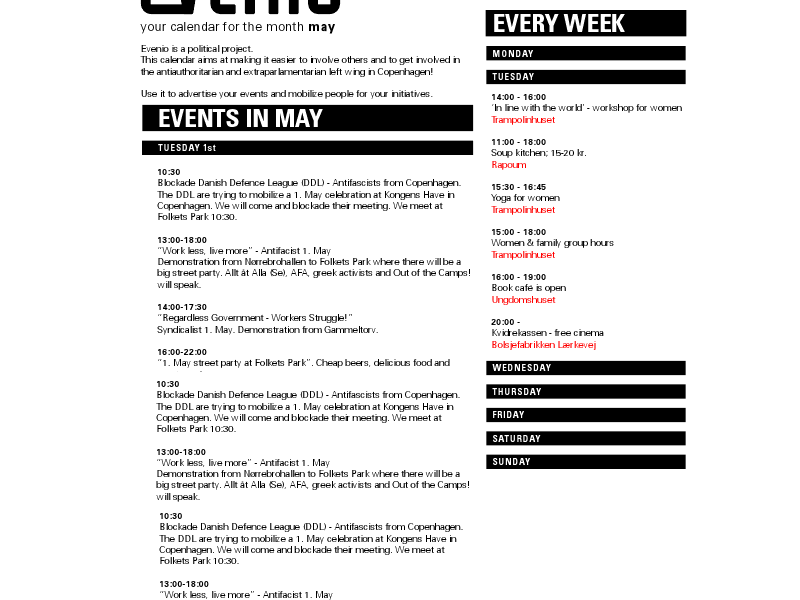 your calendar for the month may
Evenio is a political project.
This calendar aims at making it easier to involve others and to get involved in
the antiauthoritarian and extraparlamentarian left wing in Copenhagen!
Use it to advertise your events and mobilize people for your initiatives.
EVENTS IN MAY
TUESDAY 1st
10:30
Blockade Danish Defence League (DDL) - Antifascists from Copenhagen.
The DDL are trying to mobilize a 1. May celebration at Kongens Have in
Copenhagen. We will come and blockade their meeting. We meet at
Folkets Park 10:30.
13:00-18:00
"Work less, live more" - Antifacist 1. May
Demonstration from Nørrebrohallen to Folkets Park where there will be a
big street party. Allt åt Alla (Se), AFA, greek activists and Out of the Camps!
will speak.
14:00-17:30
"Regardless Government - Workers Struggle!"
Syndicalist 1. May. Demonstration from Gammeltorv.
16:00-22:00
"1. May street party at Folkets Park". Cheap beers, delicious food and
10:30
Blockade Danish Defence League (DDL) - Antifascists from Copenhagen.
The DDL are trying to mobilize a 1. May celebration at Kongens Have in
Copenhagen. We will come and blockade their meeting. We meet at
Folkets Park 10:30.
13:00-18:00
"Work less, live more" - Antifacist 1. May
Demonstration from Nørrebrohallen to Folkets Park where there will be a
big street party. Allt åt Alla (Se), AFA, greek activists and Out of the Camps!
will speak.
10:30
Blockade Danish Defence League (DDL) - Antifascists from Copenhagen.
The DDL are trying to mobilize a 1. May celebration at Kongens Have in
Copenhagen. We will come and blockade their meeting. We meet at
Folkets Park 10:30.
13:00-18:00
"Work less, live more" - Antifacist 1. May
EVERY WEEK
MONDAY
TUESDAY
14:00 - 16:00
'In line with the world' - workshop for women
Trampolinhuset
11:00 - 18:00
Soup kitchen; 15-20 kr.
Rapoum
15:30 - 16:45
Yoga for women
Trampolinhuset
15:00 - 18:00
Women & family group hours
Trampolinhuset
16:00 - 19:00
Book café is open
Ungdomshuset
20:00 -
Kvidrekassen - free cinema
Bolsjefabrikken Lærkevej
WEDNESDAY
THURSDAY
FRIDAY
SATURDAY
SUNDAY